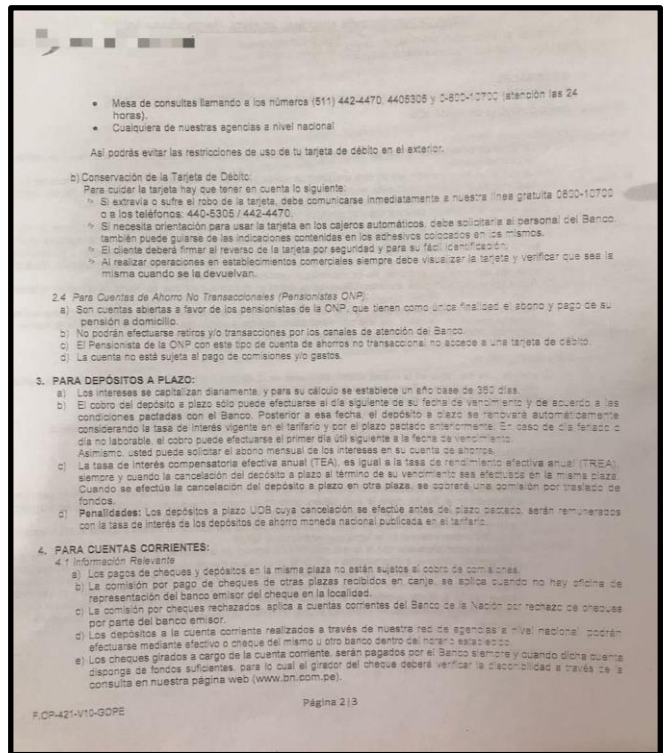 • Mesa de consultas llamando a los números (511) 442-4470, 4405305 y 0-800-10700 (atención las 24
horas).
• Cualquiera de nuestras agencias a nivel nacional
Así podrás evitar las restricciones de uso de tu tarjeta de débito en el exterior.
b) Conservación de la Tarjeta de Débito:
Para cuidar la tarjeta hay que tener en cuenta lo siguiente:
Si extravía o sufre el robo de la tarjeta, debe comunicarse inmediatamente a nuestra línea gratuita 0800-10700
o a los teléfonos: 440-5305 / 442-4470.
Si necesita orientación para usar la tarjeta en los cajeros automáticos, debe solicitarla al personal del Banco,
también puede guiarse de las indicaciones contenidas en los adhesivos colocados en los mismos.
El cliente deberá firmar al reverso de la tarjeta por seguridad y para su fácil identificación.
Al realizar operaciones en establecimientos comerciales siempre debe visualizar la tarjeta y verificar que sea la
misma cuando se la devuelvan.
2.4 Para Cuentas de Ahorro No Transaccionales (Pensionistas ONP):
a) Son cuentas abiertas a favor de los pensionistas de la ONP, que tienen como única finalidad el abono y pago de su
pensión a domicilio.
b) No podrán efectuarse retiros y/o transacciones por los canales de atención del Banco.
c) El Pensionista de la ONP con este tipo de cuenta de ahorros no transaccional no accede a una tarjeta de débito.
d) La cuenta no está sujeta al pago de comisiones y/o gastos.
3. PARA DEPÓSITOS A PLAZO:
a) Los intereses se capitalizan diariamente, y para su cálculo se establece un año base de 360 días.
b) El cobro del depósito a plazo sólo puede efectuarse al día siguiente de su fecha de vencimiento y de acuerdo a las
condiciones pactadas con el Banco. Posterior a esa fecha, el depósito a plazo se renovará automáticamente
considerando la tasa de interés vigente en el tarifario y por el plazo pactado anteriormente. En caso de día feriado o
día no laborable, el cobro puede efectuarse el primer día útil siguiente a la fecha de vencimiento.
Asimismo, usted puede solicitar el abono mensual de los intereses en su cuenta de ahorros.
c) La tasa de interés compensatoria efectiva anual (TEA), es igual a la tasa de rendimiento efectiva anual (TREA),
siempre y cuando la cancelación del depósito a plazo al término de su vencimiento sea efectuada en la misma plaza.
Cuando se efectúa la cancelación del depósito a plazo en otra plaza, se cobrará una comisión por traslado de
fondos.
d) Penalidades: Los depósitos a plazo UOB cuya cancelación se efectúe antes del plazo pactado, serán remunerados
con la tasa de interés de los depósitos de ahorro moneda nacional publicada en el tarifario.
4. PARA CUENTAS CORRIENTES:
4.1 Información Relevante
a) Los pagos de cheques y depósitos en la misma plaza no están sujetos al cobro de comisiones.
b) La comisión por pago de cheques de otras plazas recibidos en canje, se aplica cuando no hay oficina de
representación del banco emisor del cheque en la localidad.
c) La comisión por cheques rechazados, aplica a cuentas corrientes del Banco de la Nación por rechazo de cheques
por parte del banco emisor.
d) Los depósitos a la cuenta corriente realizados a través de nuestra red de agencias a nivel nacional, podrán
efectuarse mediante efectivo o cheque del mismo u otro banco dentro del horario establecido.
e) Los cheques girados a cargo de la cuenta corriente, serán pagados por el Banco siempre y cuando dicha cuenta
disponga de fondos suficientes, para lo cual el girador del cheque deberá verificar la disponibilidad a través de la
consulta en nuestra página web (www.bn.com.pe).
Página 2|3
F.CP-421-V10-GDPE